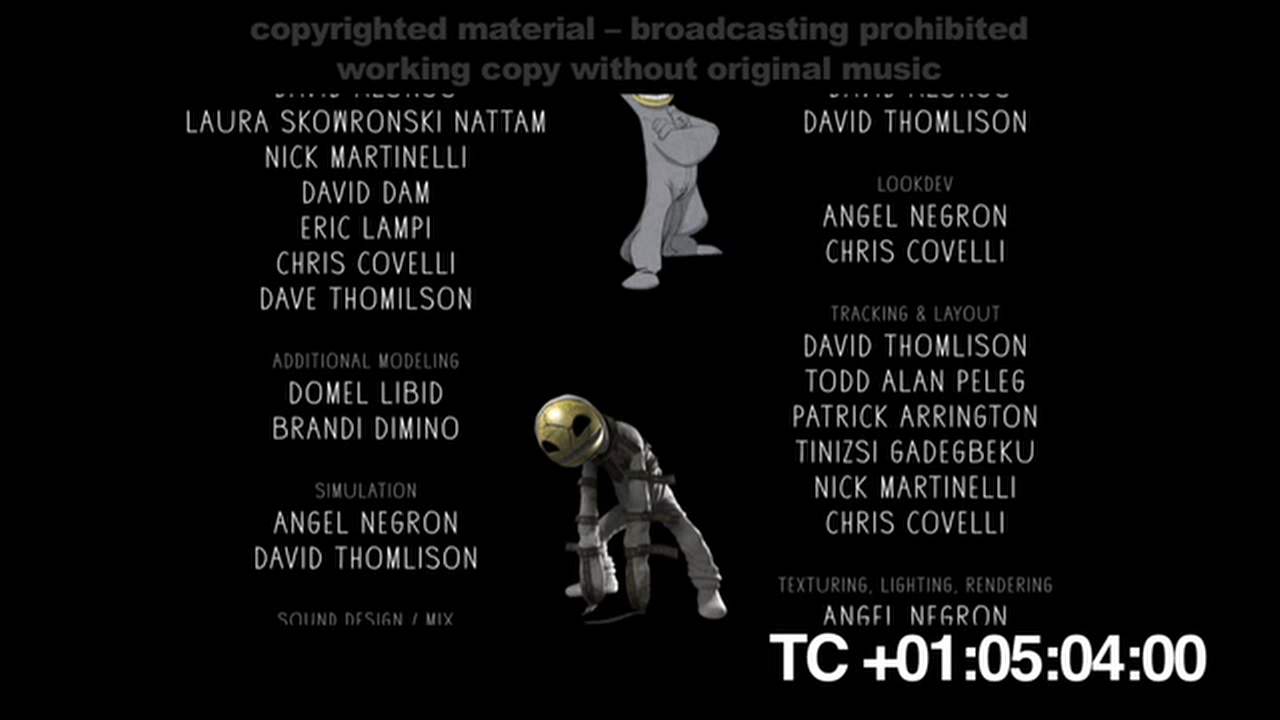 copyrighted material – broadcasting prohibited
working copy without original music
LAURA SKOWRONSKI NATTAM
NICK MARTINELLI
DAVID DAM
ERIC LAMPI
CHRIS COVELLI
DAVE THOMILSON
ADDITIONAL MODELING
DOMEL LIBID
BRANDI DIMINO
SIMULATION
ANGEL NEGRON
DAVID THOMLISON
SOUND DESIGN / MIX
DAVID THOMLISON
LOOKDEV
ANGEL NEGRON
CHRIS COVELLI
TRACKING & LAYOUT
DAVID THOMLISON
TODD ALAN PELEG
PATRICK ARRINGTON
TINIZSI GADEGBEKU
NICK MARTINELLI
CHRIS COVELLI
TEXTURING, LIGHTING, RENDERING
ANGEL NEGRON
TC +01:05:04:00